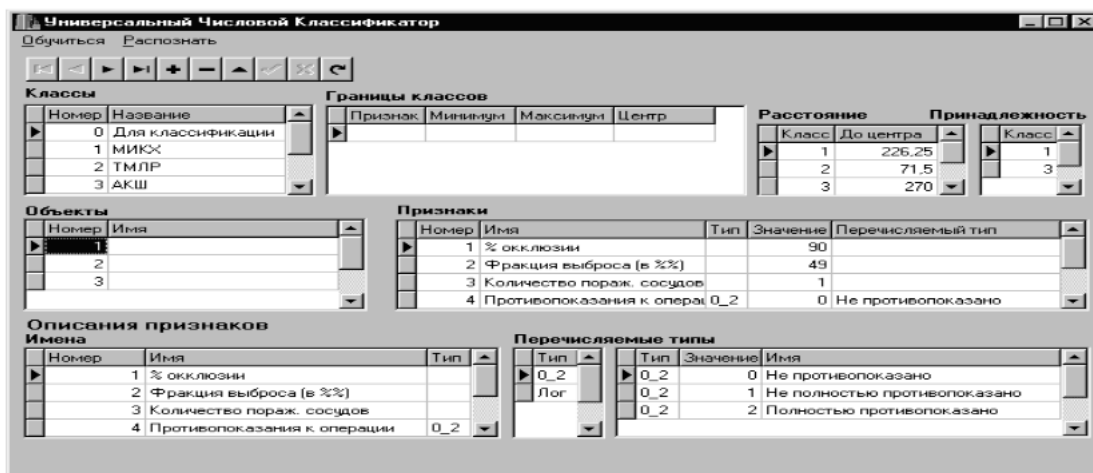 Универсальный Числовой Классификатор
Обучиться Распознать
Классы
Номер Название
0 Для классификации
1 МИКХ
2 ТМЛР
3 АКШ
Границы классов
Признак Минимум Максимум Центр
Расстояние
Класс До центра
1 226,25
2 71,5
3 270
Принадлежность
Класс
1
3
Объекты
Номер Имя
1
2
3
Признаки
Номер Имя Тип Значение Перечисляемый тип
1 % окклюзии 90
2 Фракция выброса (в %%) 49
3 Количество пораж. сосудов 1
4 Противопоказания к операц 0_2 0 Не противопоказано
Описания признаков
Имена
Номер Имя Тип
1 % окклюзии
2 Фракция выброса (в %%)
3 Количество пораж. сосудов
4 Противопоказания к операции 0_2
Перечисляемые типы
Тип
0_2
Лог
Тип Значение Имя
0_2 0 Не противопоказано
0_2 1 Не полностью противопоказано
0_2 2 Полностью противопоказано